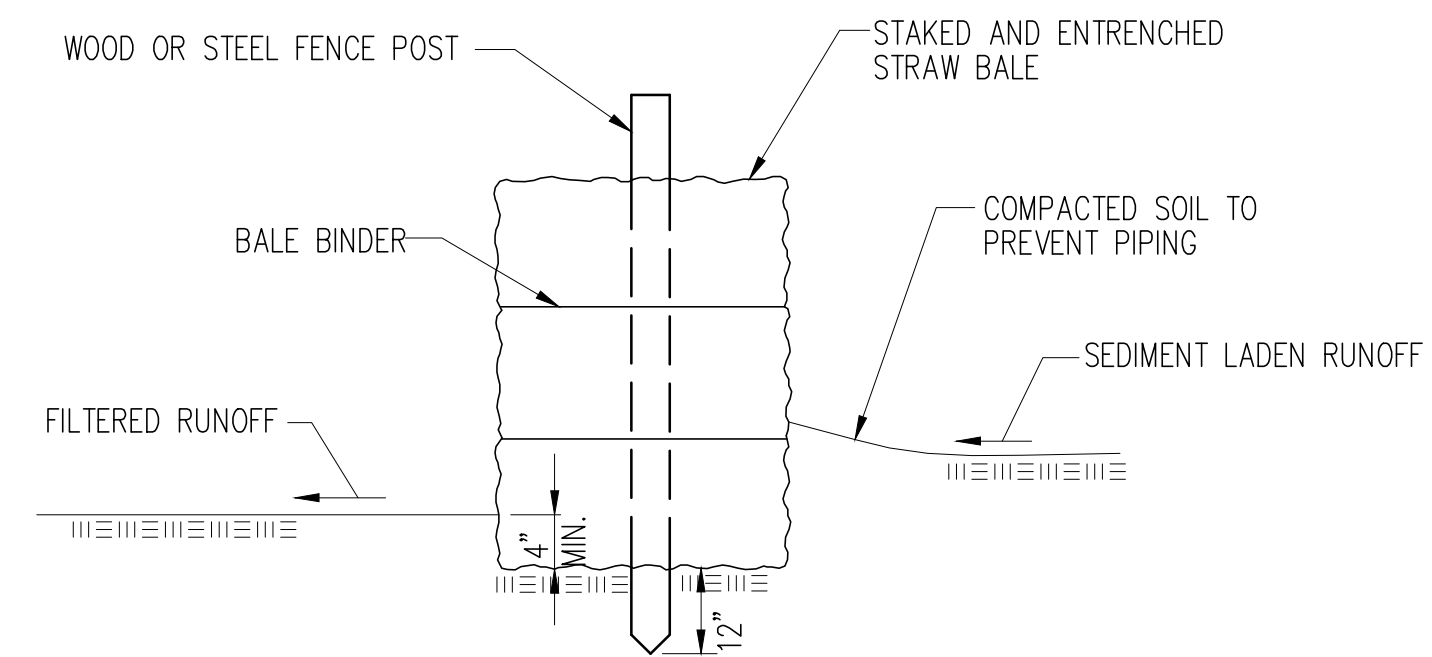 WOOD OR STEEL FENCE POST
STAKED AND ENTRENCHED
STRAW BALE
BALE BINDER
COMPACTED SOIL TO
PREVENT PIPING
SEDIMENT LADEN RUNOFF
FILTERED RUNOFF
4"
MIN.
12"